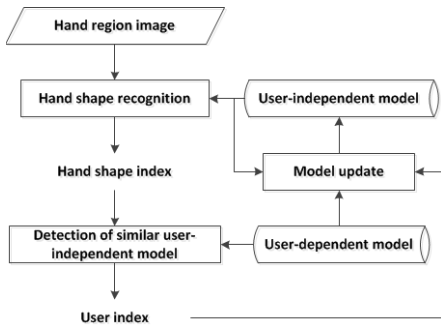 Hand region image
Hand shape recognition
User-independent model
Hand shape index
Model update
Detection of similar user-
independent model
User-dependent model
User index